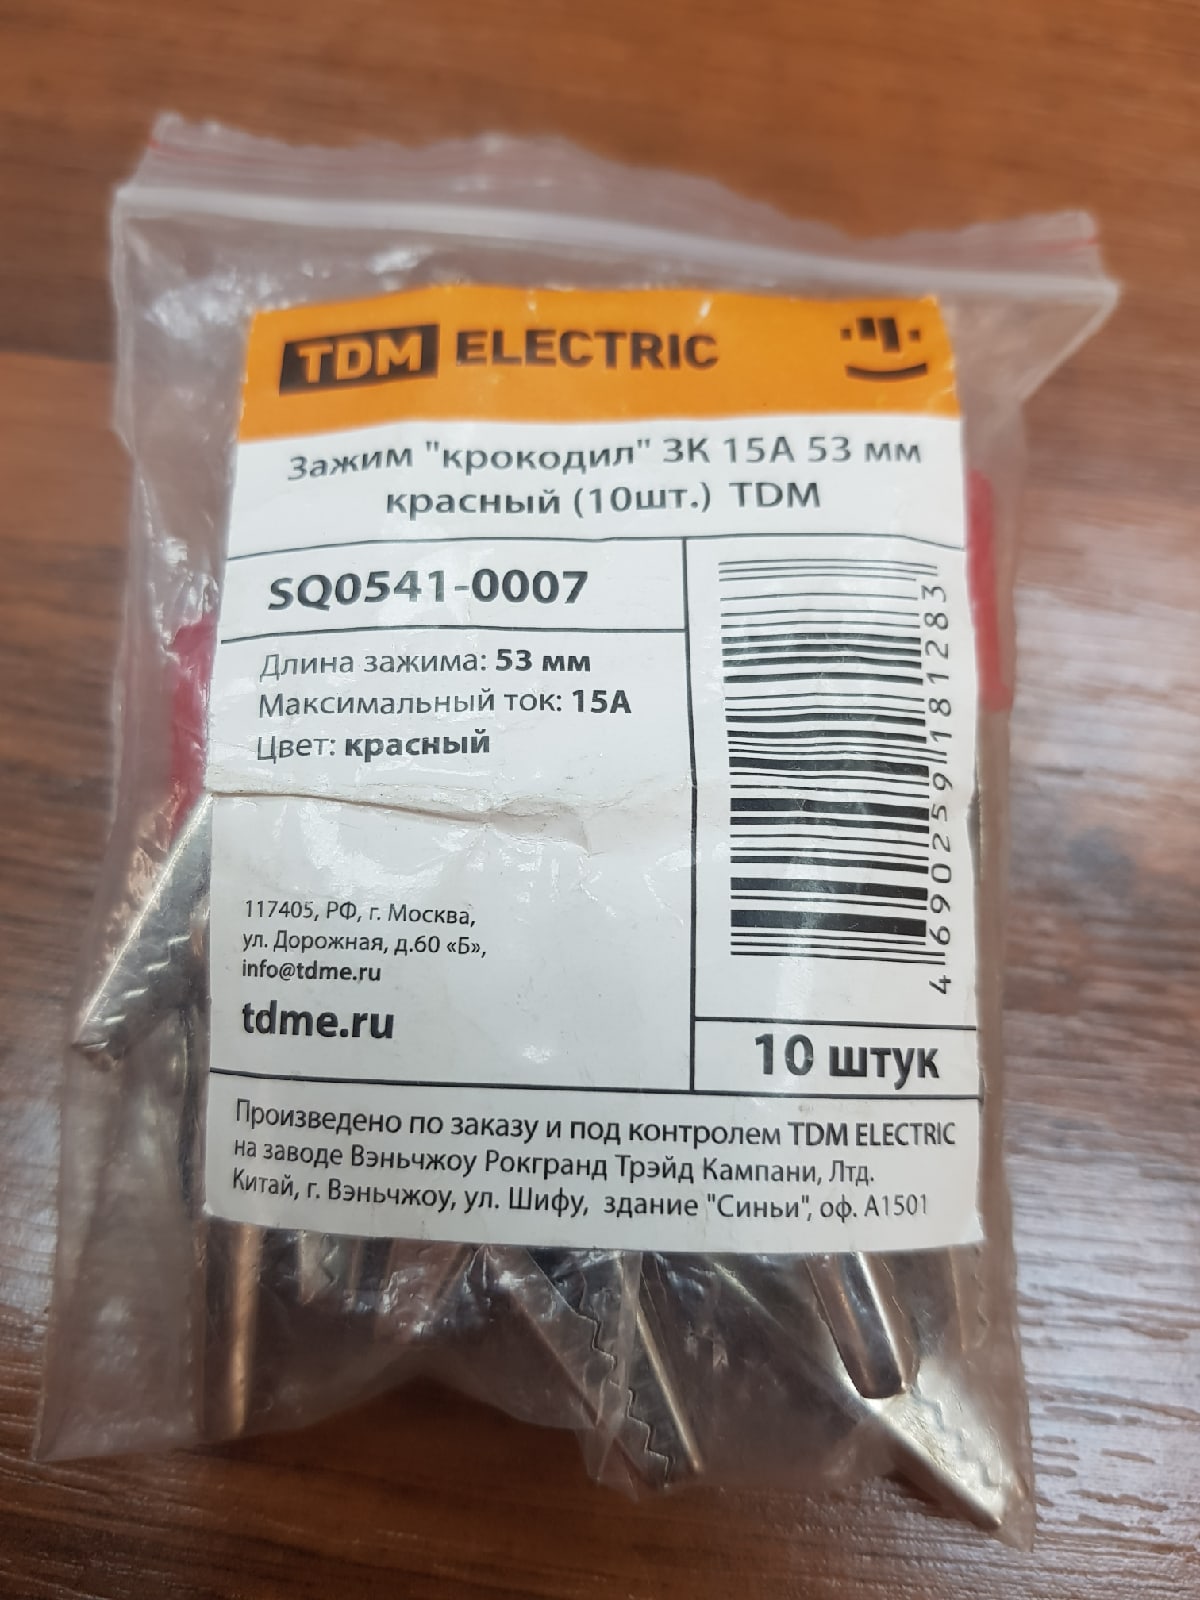 TDM ELECTRIC
Зажим "крокодил" ЗК 15А 53 мм
красный (10шт.) TDM
SQ0541-0007
Длина зажима: 53 мм
Максимальный ток: 15А
Цвет: красный
117405, РФ, г. Москва,
ул. Дорожная, д.60 «Б»,
info@tdme.ru
tdme.ru
4 690259 181283
10 штук
Произведено по заказу и под контролем TDM ELECTRIC
на заводе Вэньчжоу Рокгранд Трэйд Кампани, Лтд.
Китай, г. Вэньчжоу, ул. Шифу, здание "Синьи", оф. А1501